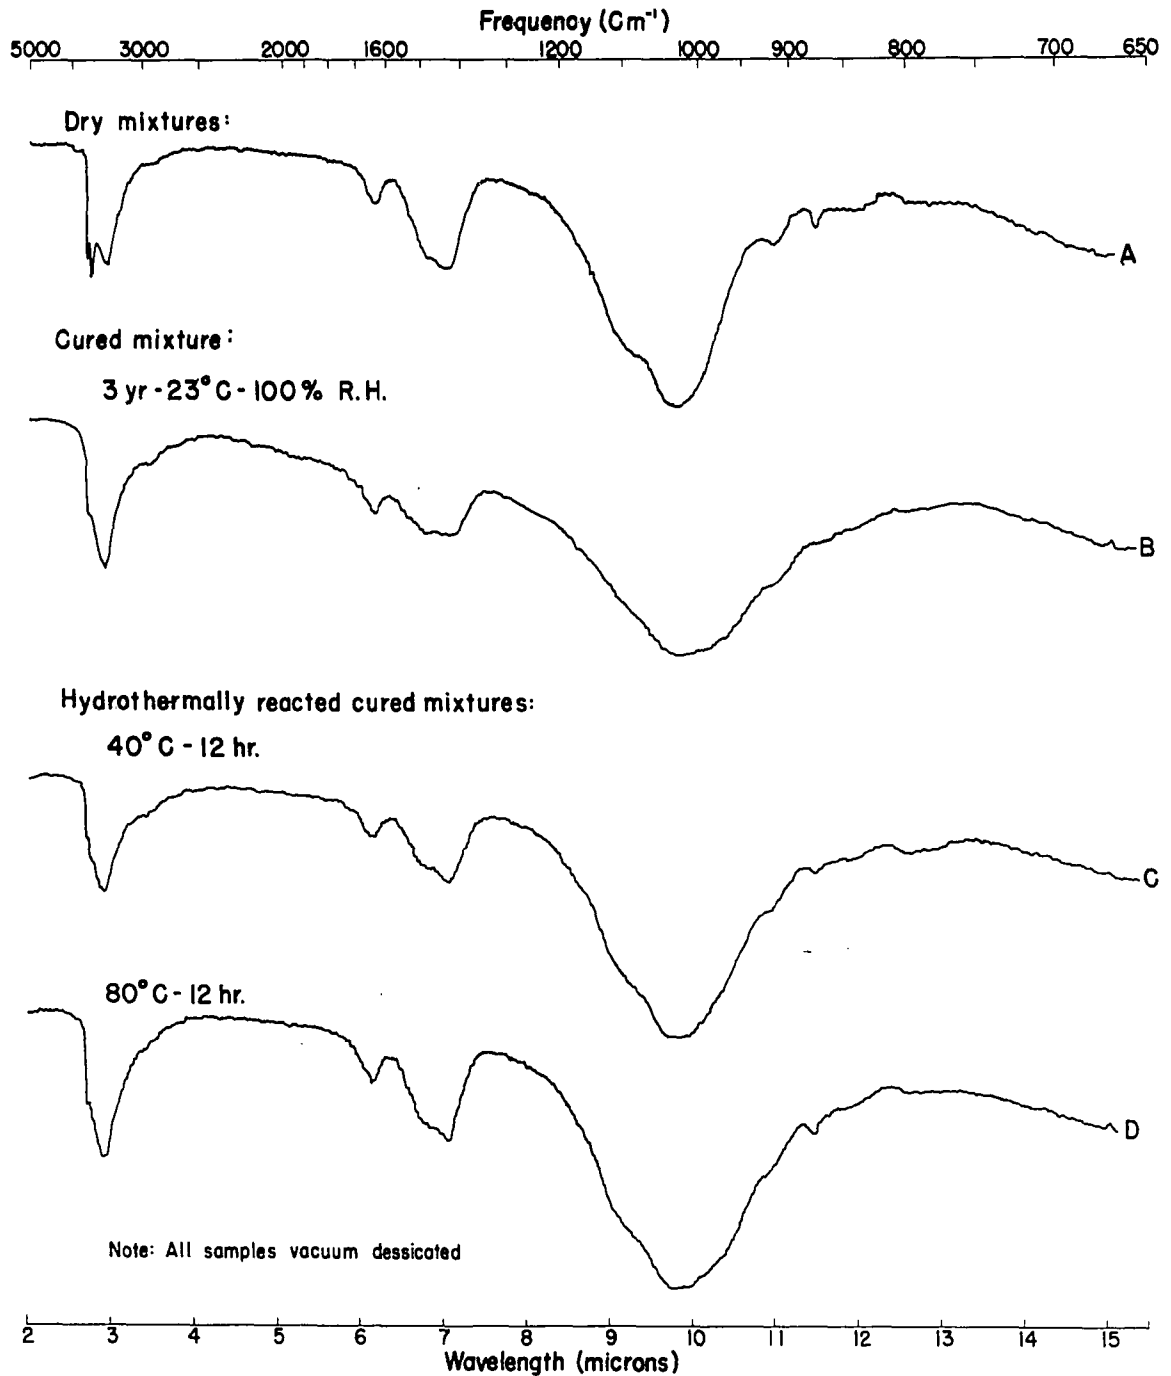 Frequency (Cm⁻¹)
5000 3000 2000 1600 1200 1000 900 800 700 650
Dry mixtures:
A
Cured mixture:
3 yr - 23°C - 100% R.H.
B
Hydrothermally reacted cured mixtures:
40°C - 12 hr.
C
80°C - 12 hr.
D
Note: All samples vacuum dessicated
2 3 4 5 6 7 8 9 10 11 12 13 14 15
Wavelength (microns)